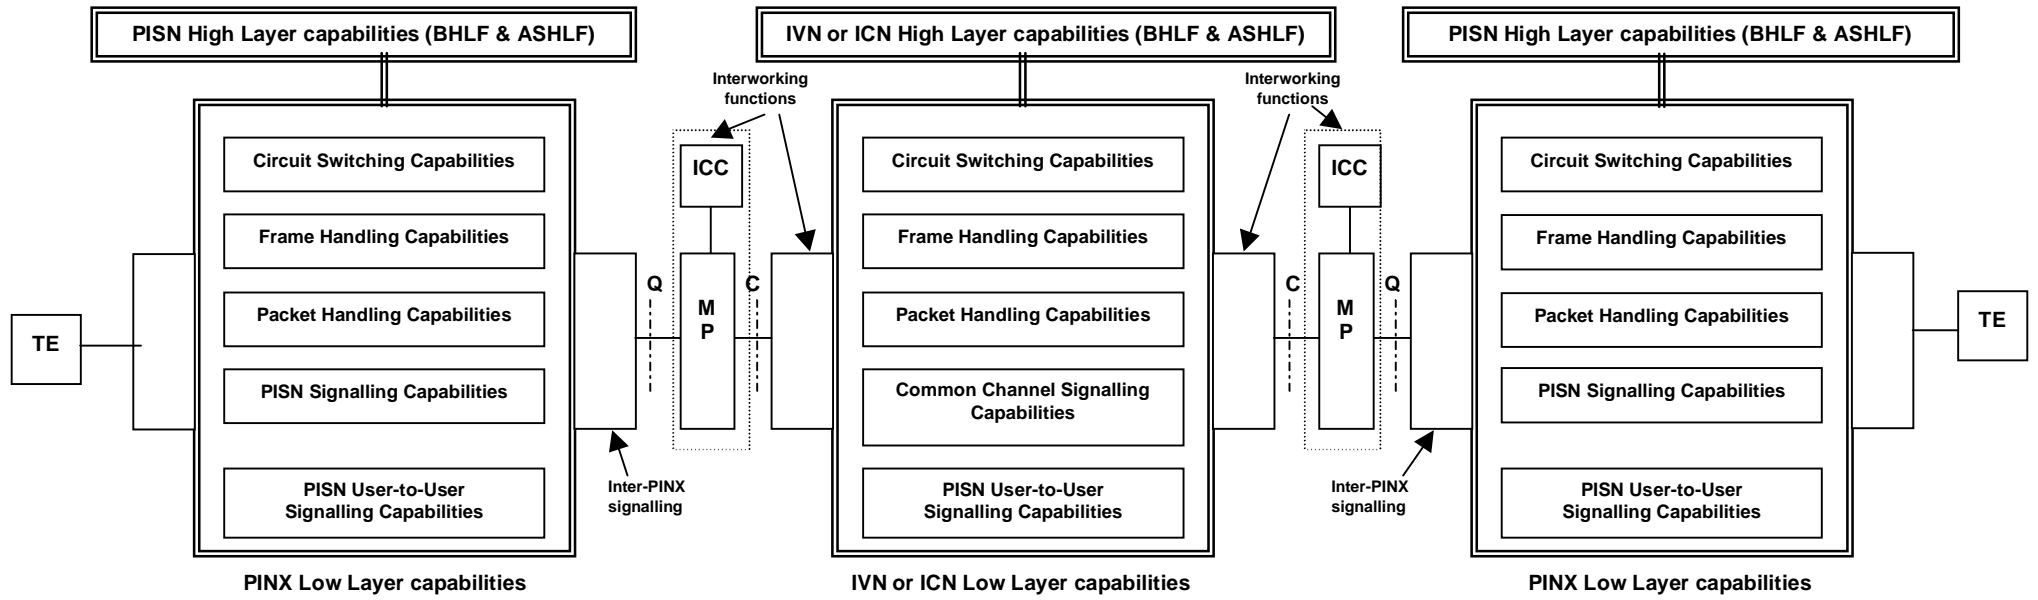 PISN High Layer capabilities (BHLF & ASHLF)
IVN or ICN High Layer capabilities (BHLF & ASHLF)
PISN High Layer capabilities (BHLF & ASHLF)
Interworking
functions
Interworking
functions
TE
Circuit Switching Capabilities
Frame Handling Capabilities
Packet Handling Capabilities
PISN Signalling Capabilities
PISN User-to-User
Signalling Capabilities
PINX Low Layer capabilities
Inter-PINX
signalling
Q
ICC
M
P
C
Circuit Switching Capabilities
Frame Handling Capabilities
Packet Handling Capabilities
Common Channel Signalling
Capabilities
PISN User-to-User
Signalling Capabilities
IVN or ICN Low Layer capabilities
C
ICC
M
P
Q
Inter-PINX
signalling
Circuit Switching Capabilities
Frame Handling Capabilities
Packet Handling Capabilities
PISN Signalling Capabilities
PISN User-to-User
Signalling Capabilities
PINX Low Layer capabilities
TE